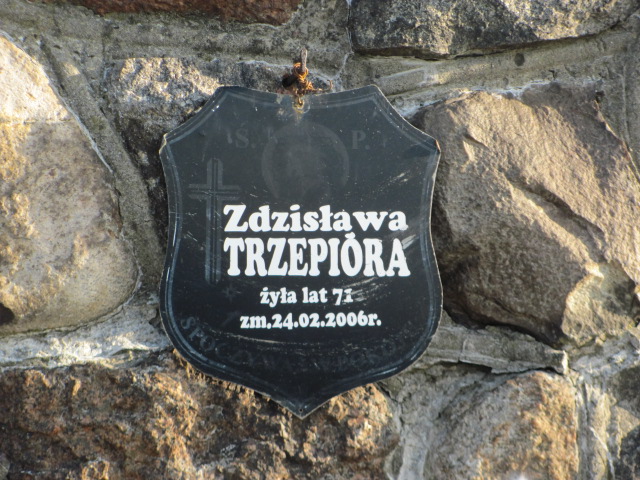 Ś. P.
Zdzisława
TRZEPIÓRA
żyła lat 71
zm.24.02.2006r.